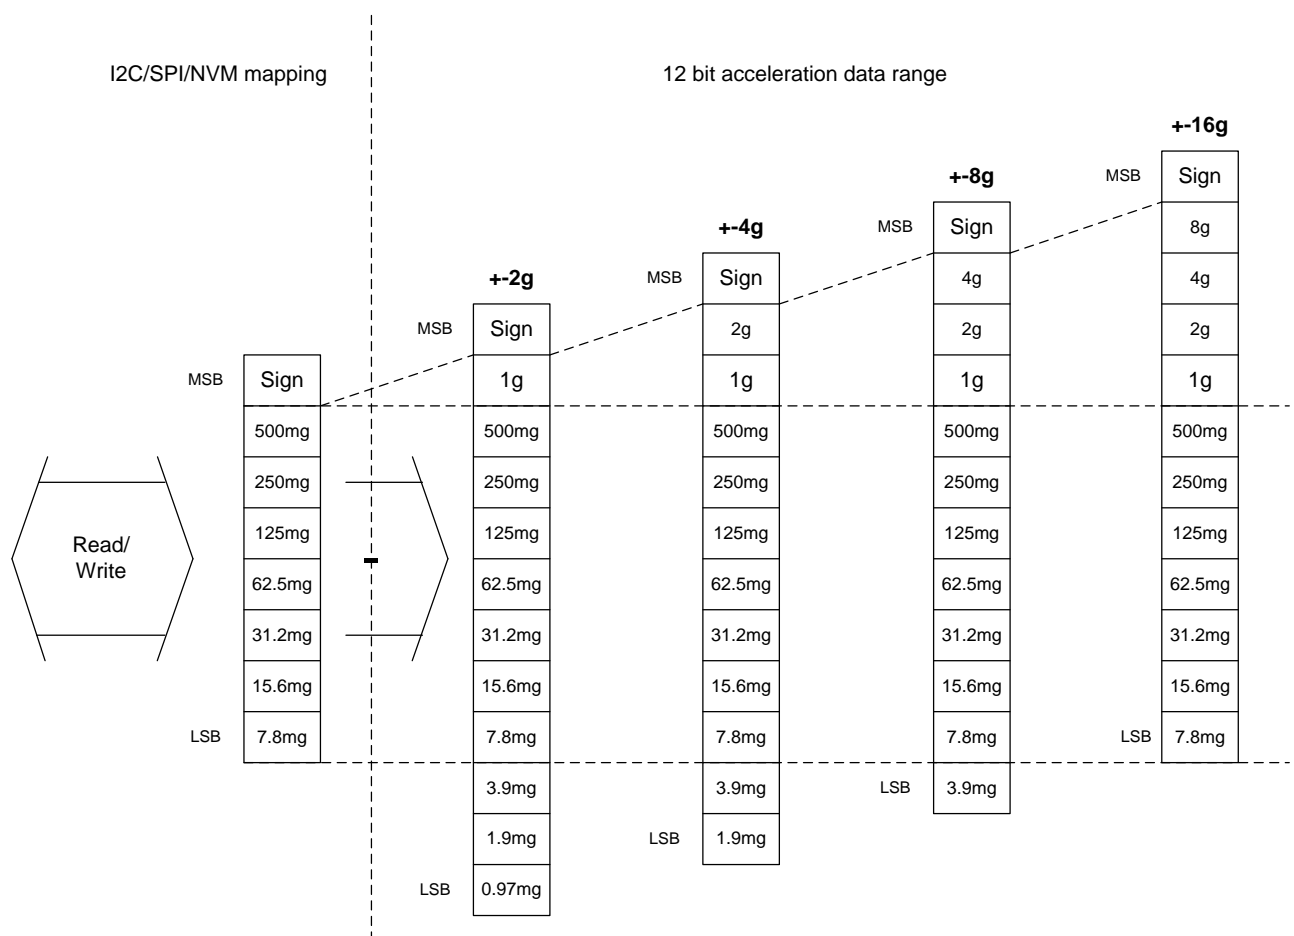 I2C/SPI/NVM mapping
12 bit acceleration data range
Read/
Write
MSB
Sign
500mg
250mg
125mg
62.5mg
31.2mg
15.6mg
LSB
7.8mg
+-2g
MSB
Sign
1g
500mg
250mg
125mg
62.5mg
31.2mg
15.6mg
7.8mg
3.9mg
1.9mg
LSB
0.97mg
+-4g
MSB
Sign
2g
1g
500mg
250mg
125mg
62.5mg
31.2mg
15.6mg
7.8mg
3.9mg
LSB
1.9mg
+-8g
MSB
Sign
4g
2g
1g
500mg
250mg
125mg
62.5mg
31.2mg
15.6mg
7.8mg
LSB
3.9mg
+-16g
MSB
Sign
8g
4g
2g
1g
500mg
250mg
125mg
62.5mg
31.2mg
15.6mg
LSB
7.8mg